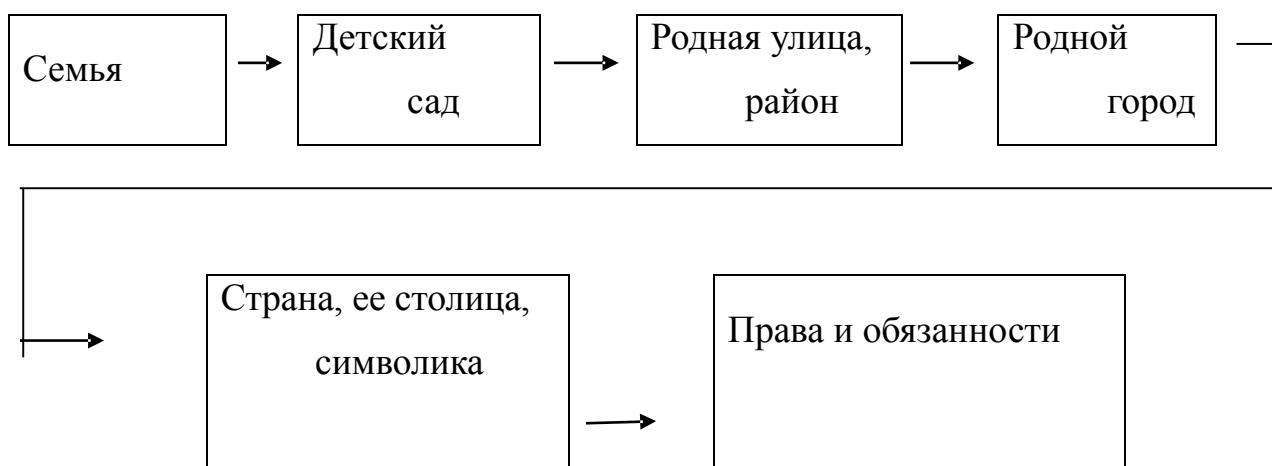 Семья
Детский
сад
Родная улица,
район
Родной
город
Страна, ее столица,
символика
Права и обязанности